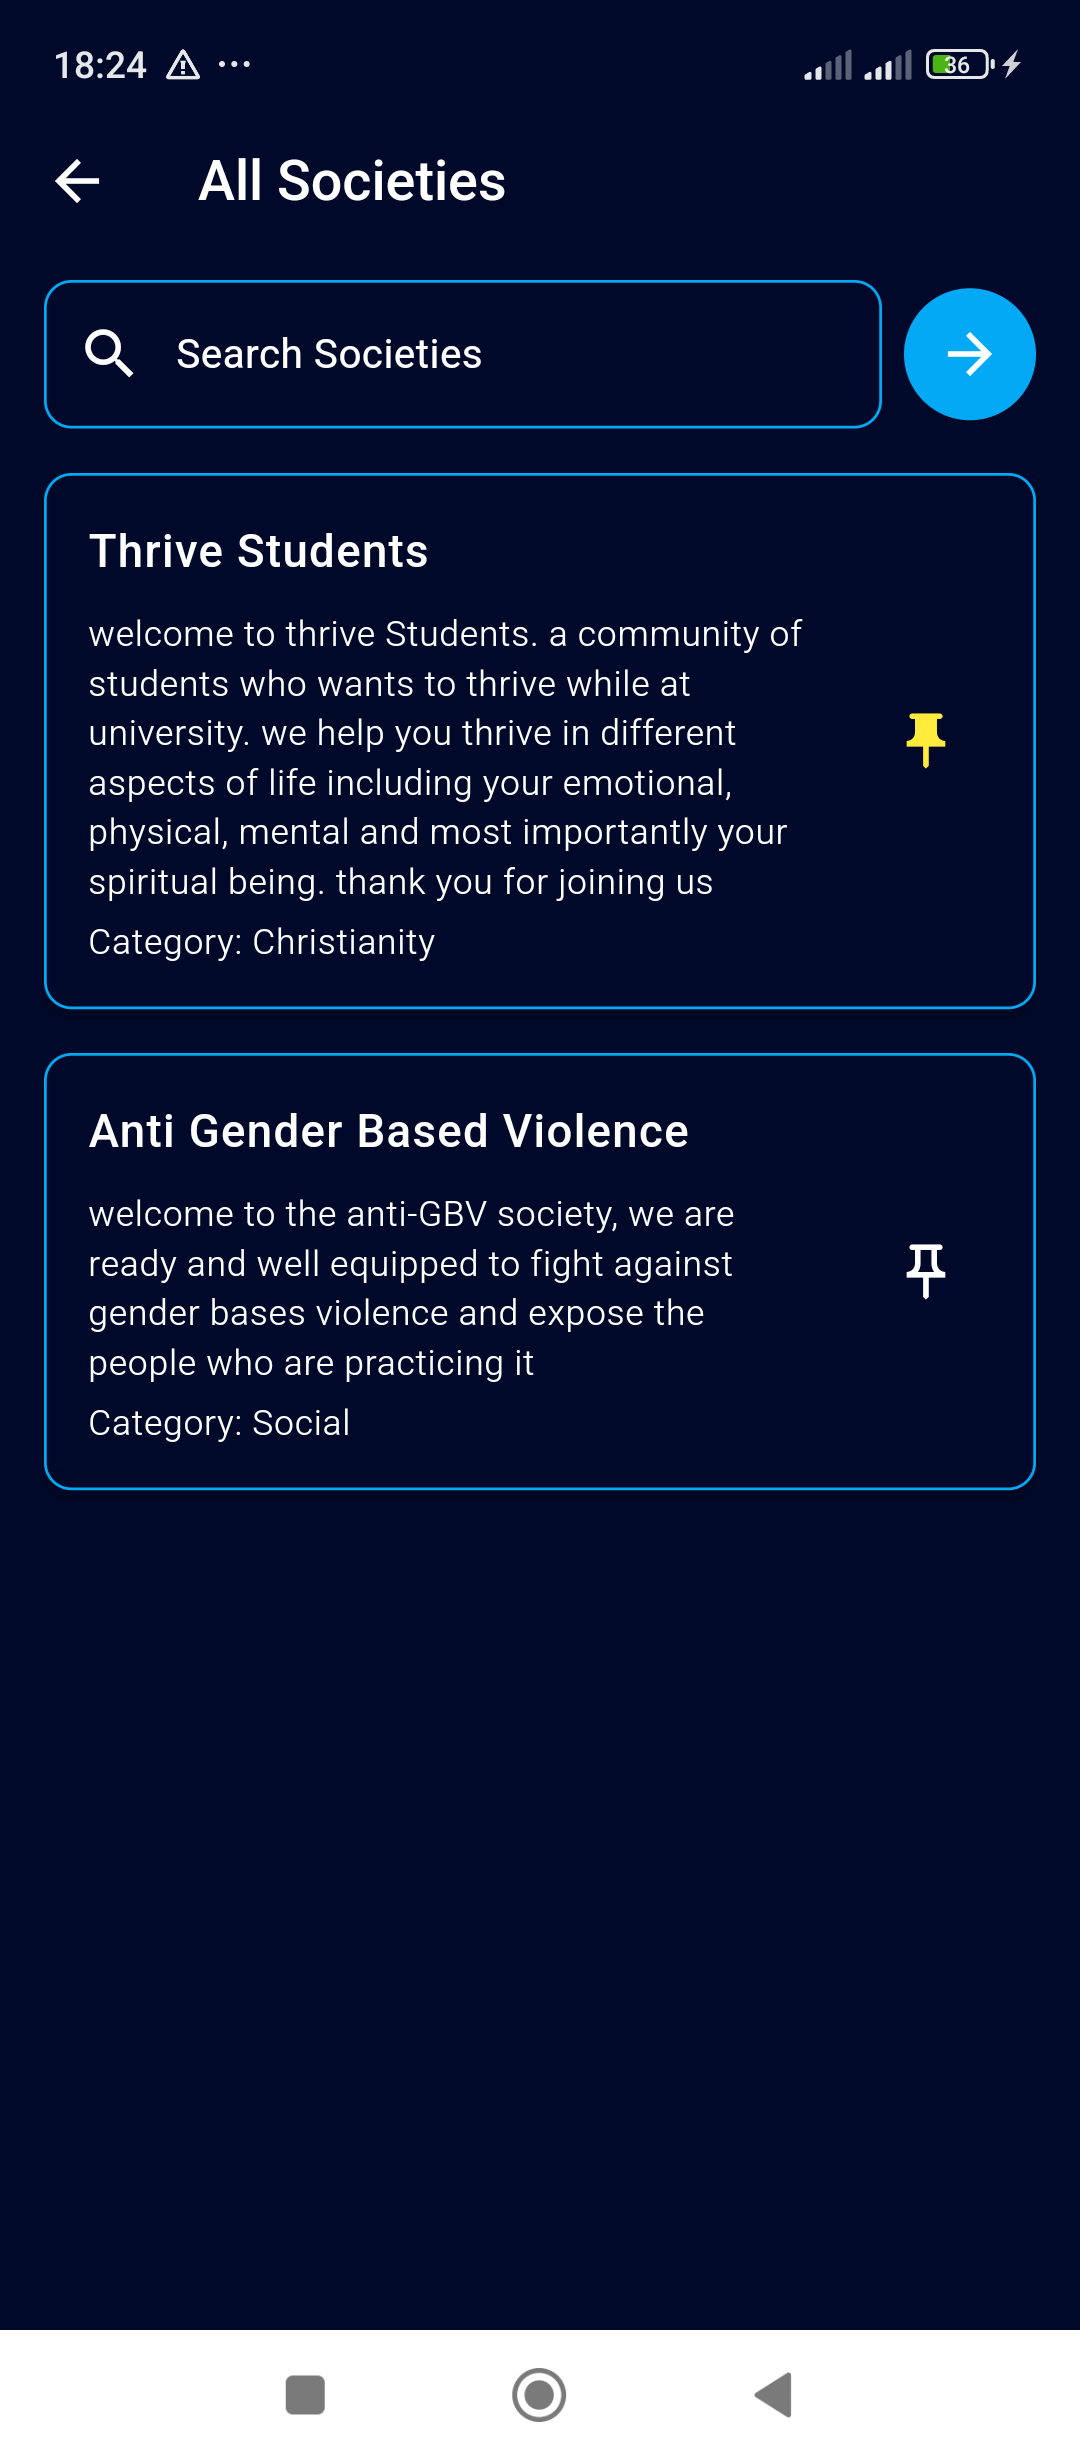 18:24
36
All Societies
Search Societies
Thrive Students
welcome to thrive Students. a community of
students who wants to thrive while at
university. we help you thrive in different
aspects of life including your emotional,
physical, mental and most importantly your
spiritual being. thank you for joining us
Category: Christianity
Anti Gender Based Violence
welcome to the anti-GBV society, we are
ready and well equipped to fight against
gender bases violence and expose the
people who are practicing it
Category: Social